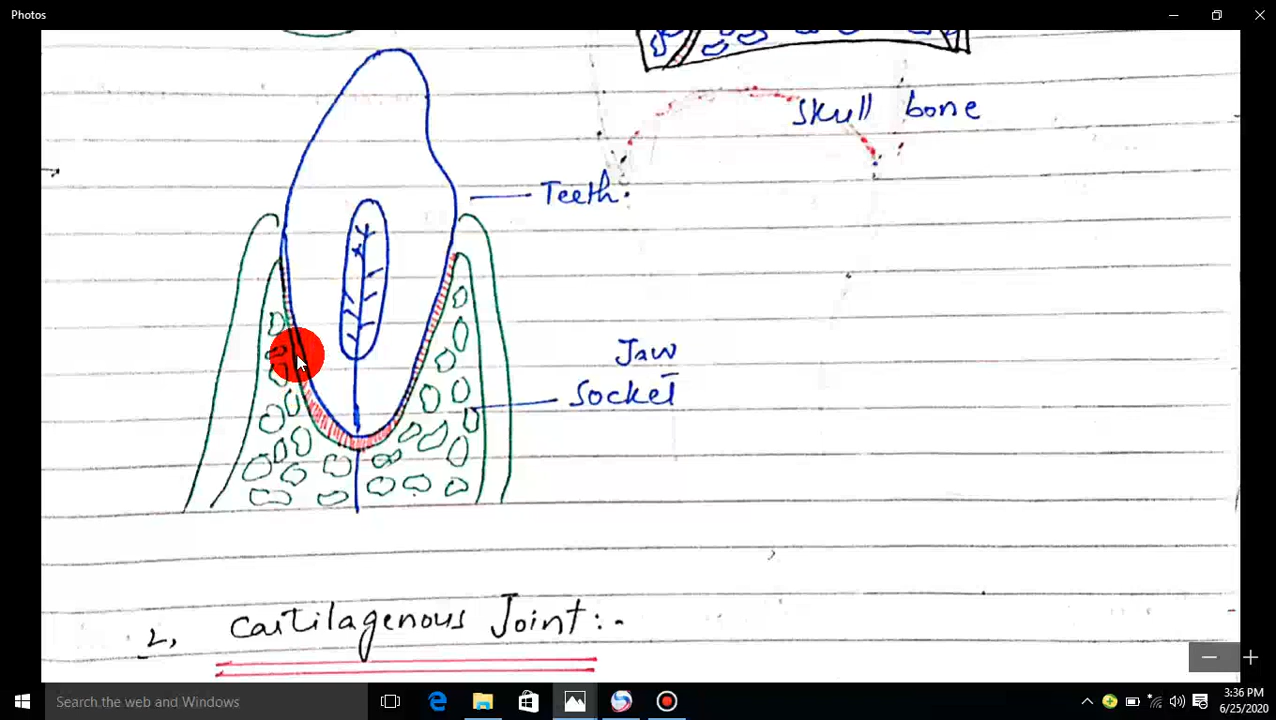 Photos
Skull bone
Teeth.
Jaw
Socket
2, Cartilagenous Joint:-
Search the web and Windows
3:36 PM
6/25/2020